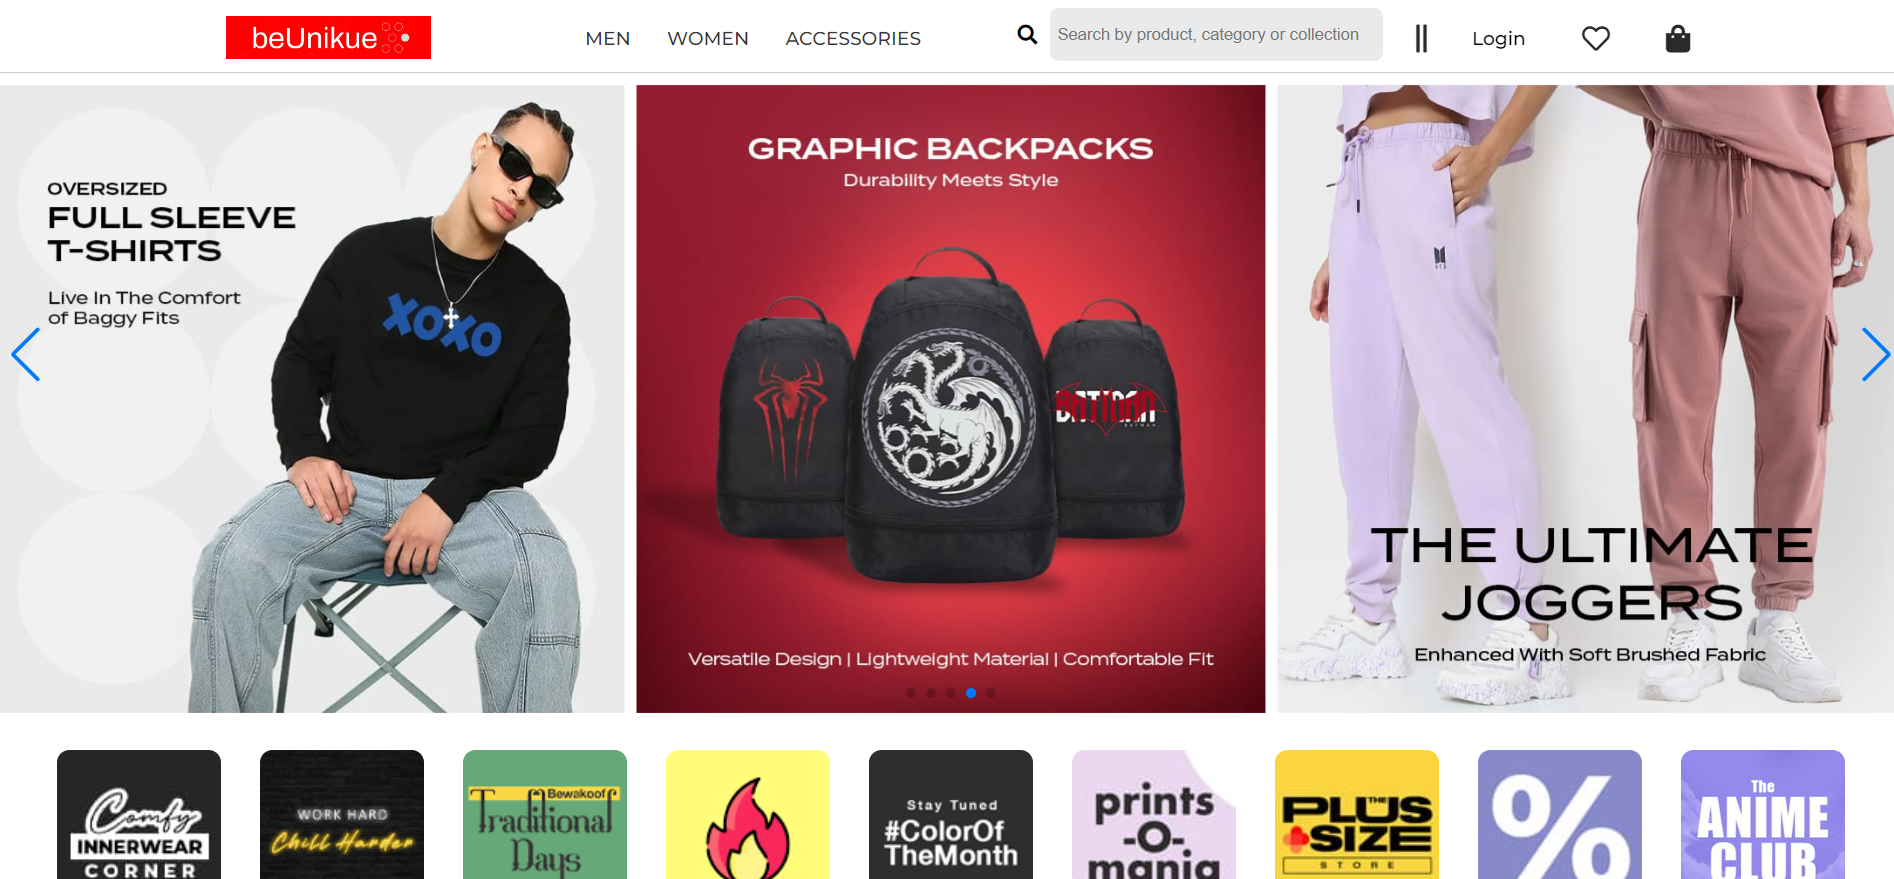 beUnikue
MEN
WOMEN
ACCESSORIES
Search by product, category or collection
Login
OVERSIZED
FULL SLEEVE
T-SHIRTS
Live In The Comfort
of Baggy Fits
XOXO
GRAPHIC BACKPACKS
Durability Meets Style
BATMAN
BATMAN
Versatile Design | Lightweight Material | Comfortable Fit
BTS
THE ULTIMATE
JOGGERS
Enhanced With Soft Brushed Fabric
Comfy
INNERWEAR
CORNER
WORK HARD
Chill Harder
Bewakoof
Traditional
Days
Stay Tuned
#ColorOf
TheMonth
prints
-O-
mania
THE
PLUS
SIZE
STORE
%
The
ANIME
CLUB